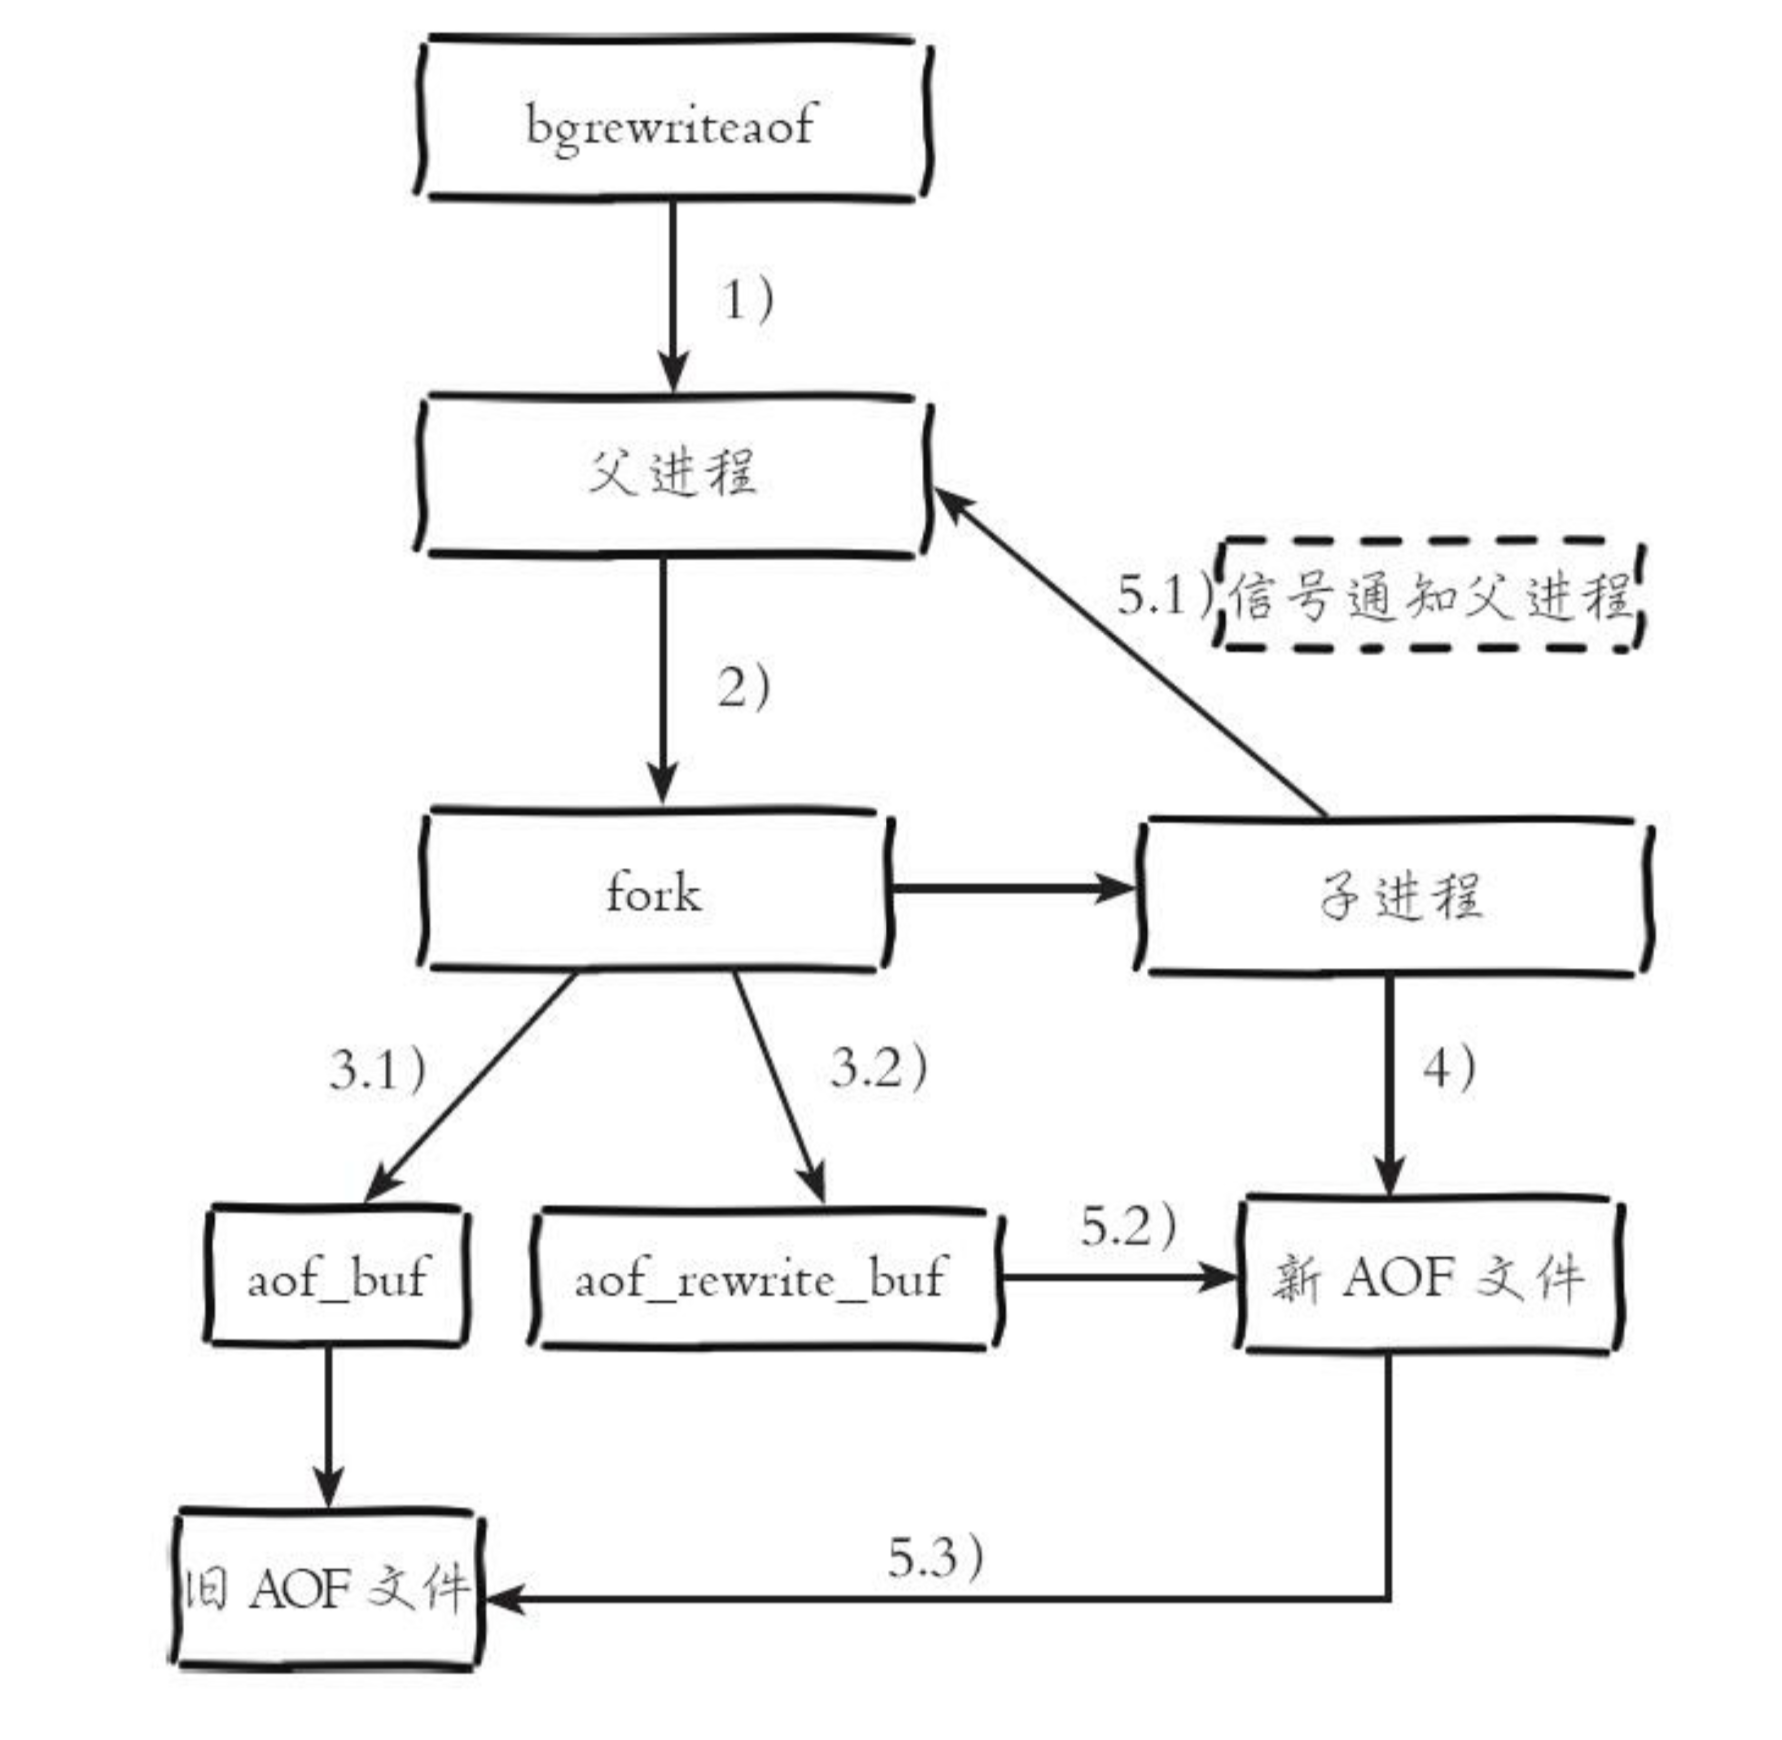 bgrewriteaof
1)
父进程
5.1)信号通知父进程
2)
fork
子进程
3.1)
3.2)
4)
aof_buf
aof_rewrite_buf
5.2)
新 AOF 文件
5.3)
旧 AOF 文件